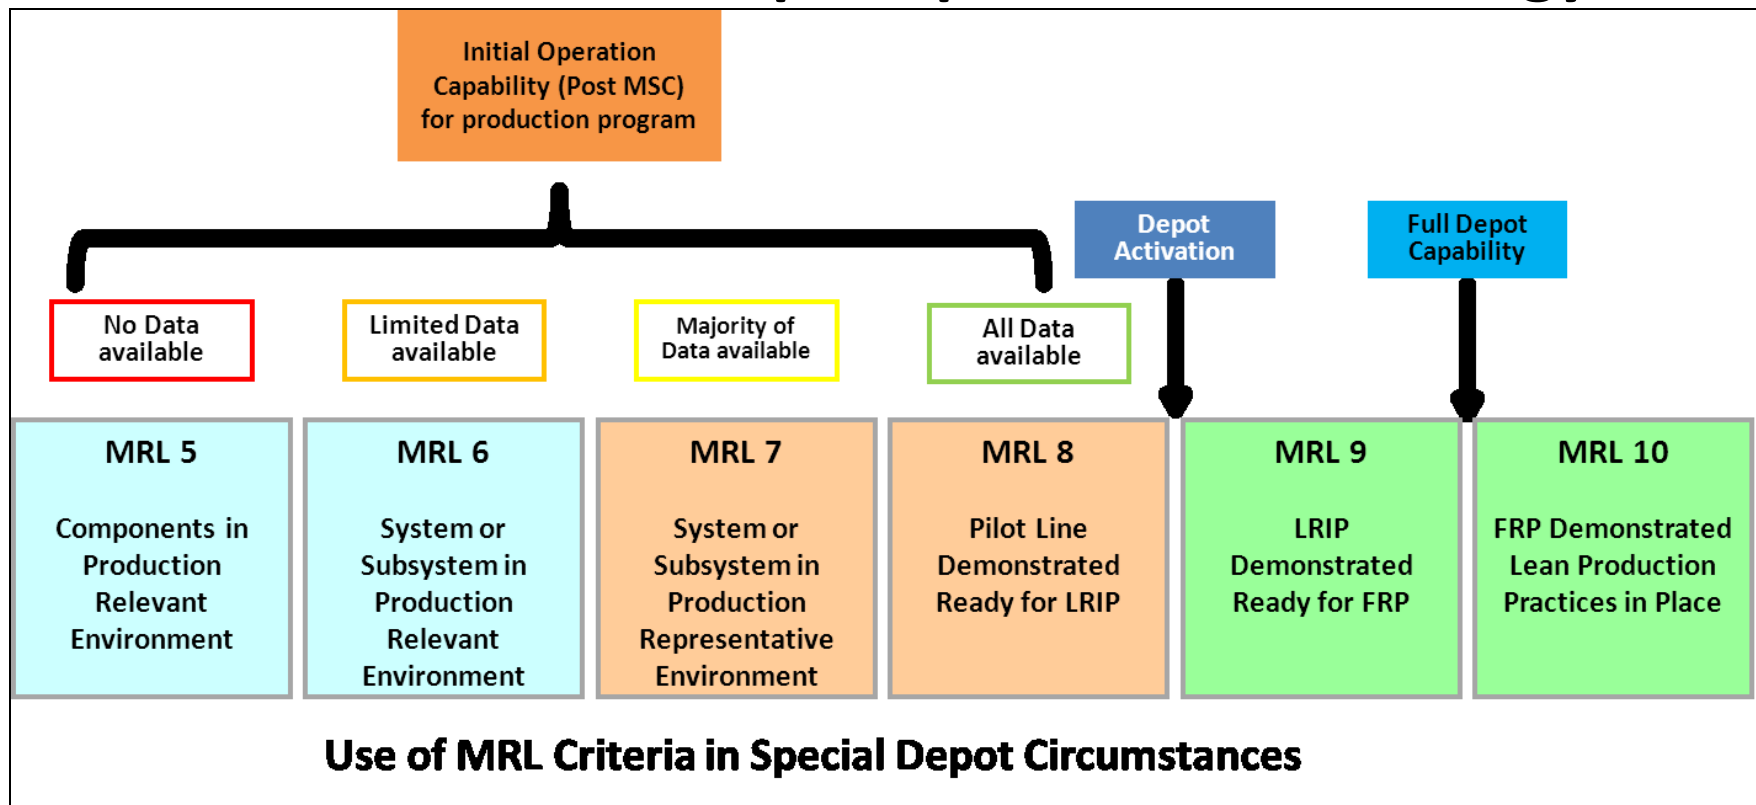 Initial Operation
Capability (Post MSC)
for production program
Depot
Activation
Full Depot
Capability
No Data
available
Limited Data
available
Majority of
Data available
All Data
available
MRL 5
Components in
Production
Relevant
Environment
MRL 6
System or
Subsystem in
Production
Relevant
Environment
MRL 7
System or
Subsystem in
Production
Representative
Environment
MRL 8
Pilot Line
Demonstrated
Ready for LRIP
MRL 9
LRIP
Demonstrated
Ready for FRP
MRL 10
FRP Demonstrated
Lean Production
Practices in Place
Use of MRL Criteria in Special Depot Circumstances